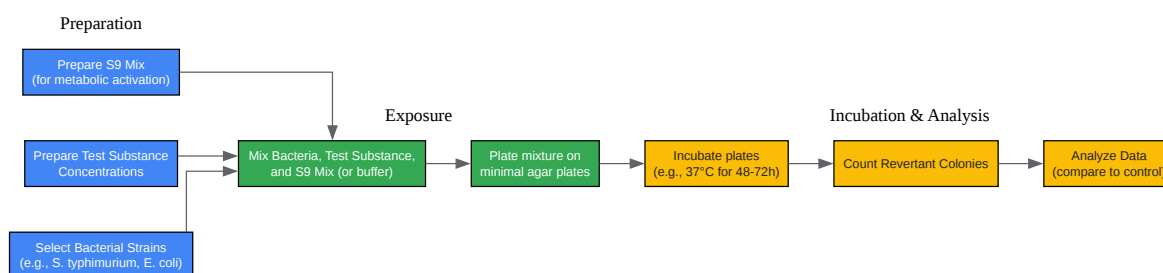 Preparation
Prepare S9 Mix
(for metabolic activation)
Exposure
Incubation & Analysis
Prepare Test Substance
Concentrations
Mix Bacteria, Test Substance,
and S9 Mix (or buffer)
Plate mixture on
minimal agar plates
Incubate plates
(e.g., 37°C for 48-72h)
Count Revertant Colonies
Analyze Data
(compare to control)
Select Bacterial Strains
(e.g., S. typhimurium, E. coli)